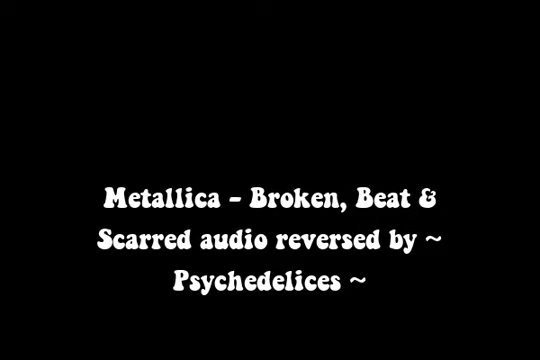 Metallica - Broken, Beat &
Scarred audio reversed by ~
Psychedelices ~